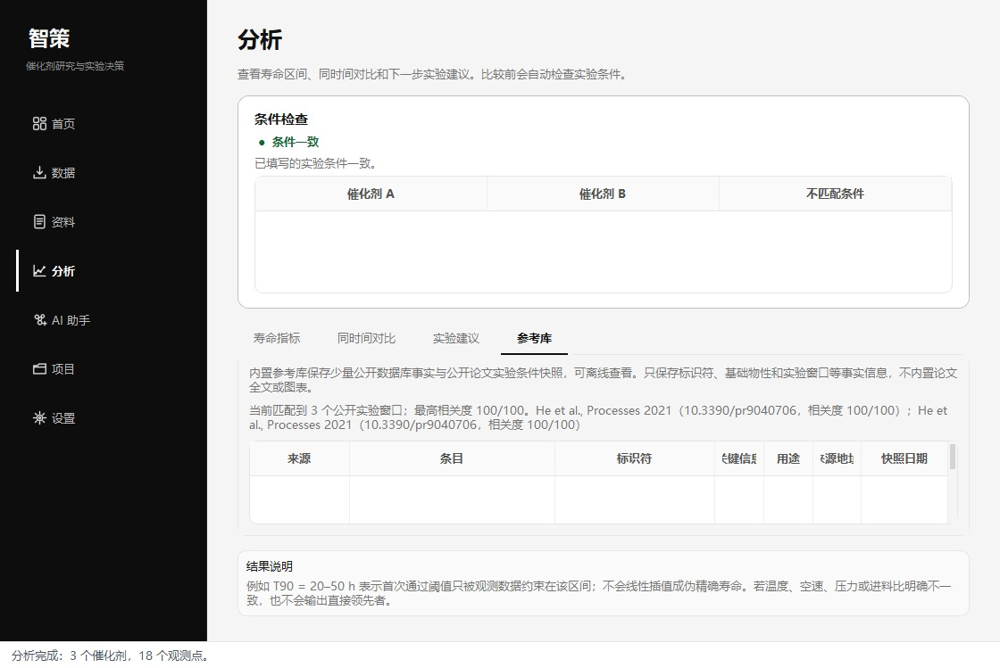 智策
催化剂研究与实验决策
首页
数据
资料
分析
AI 助手
项目
设置
分析
查看寿命区间、同时间对比和下一步实验建议。比较前会自动检查实验条件。
条件检查
● 条件一致
已填写的实验条件一致。
催化剂 A 催化剂 B 不匹配条件
寿命指标 同时间对比 实验建议 参考库
内置参考库保存少量公开数据库事实与公开论文实验条件快照，可离线查看。只保存标识符、基础物性和实验窗口等事实信息，不内置论文
全文或图表。
当前匹配到 3 个公开实验窗口；最高相关度 100/100。He et al., Processes 2021（10.3390/pr9040706，相关度 100/100）；He et
al., Processes 2021（10.3390/pr9040706，相关度 100/100）
来源 条目 标识符 关键信息 用途 来源地址 快照日期
结果说明
例如 T90 = 20–50 h 表示首次通过阈值只被观测数据约束在该区间；不会线性插值成伪精确寿命。若温度、空速、压力或进料比明确不一
致，也不会输出直接领先者。
分析完成：3 个催化剂，18 个观测点。